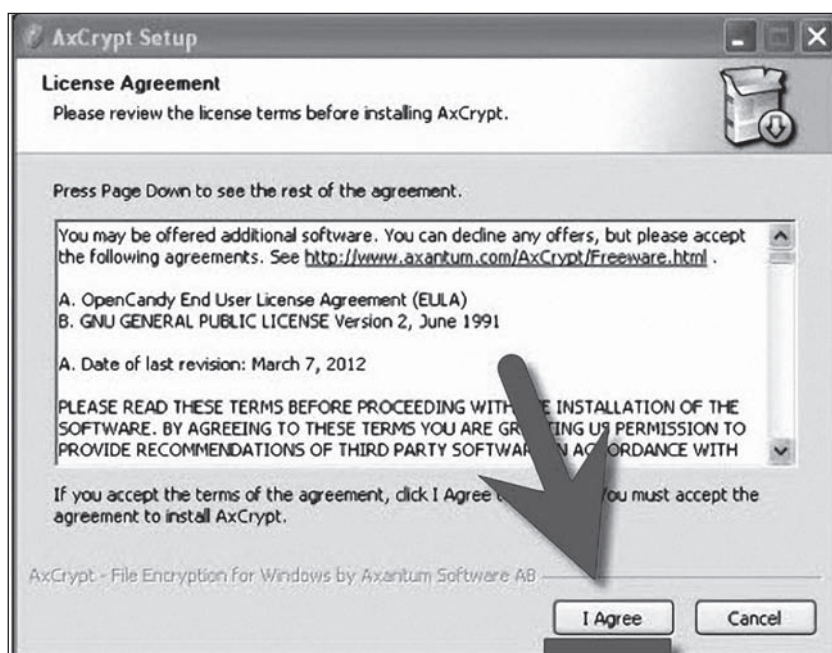 AxCrypt Setup
License Agreement
Please review the license terms before installing AxCrypt.
Press Page Down to see the rest of the agreement.
You may be offered additional software. You can decline any offers, but please accept
the following agreements. See http://www.axantum.com/AxCrypt/Freeware.html .
A. OpenCandy End User License Agreement (EULA)
B. GNU GENERAL PUBLIC LICENSE Version 2, June 1991
A. Date of last revision: March 7, 2012
PLEASE READ THESE TERMS BEFORE PROCEEDING WITH INSTALLATION OF THE
SOFTWARE. BY AGREEING TO THESE TERMS YOU ARE US PERMISSION TO
PROVIDE RECOMMENDATIONS OF THIRD PARTY ACCORDANCE WITH
If you accept the terms of the agreement, click I Agree You must accept the
agreement to install AxCrypt.
AxCrypt - File Encryption for Windows by Axantum Software AB
I Agree
Cancel